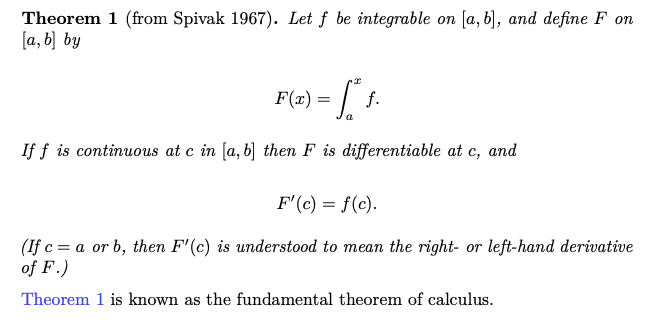 Theorem 1 (from Spivak 1967). Let f be integrable on [a, b], and define F on
[a, b] by
F(x) = ∫ₐˣ f.
If f is continuous at c in [a, b] then F is differentiable at c, and
F′(c) = f(c).
(If c = a or b, then F′(c) is understood to mean the right- or left-hand derivative
of F.)
Theorem 1 is known as the fundamental theorem of calculus.